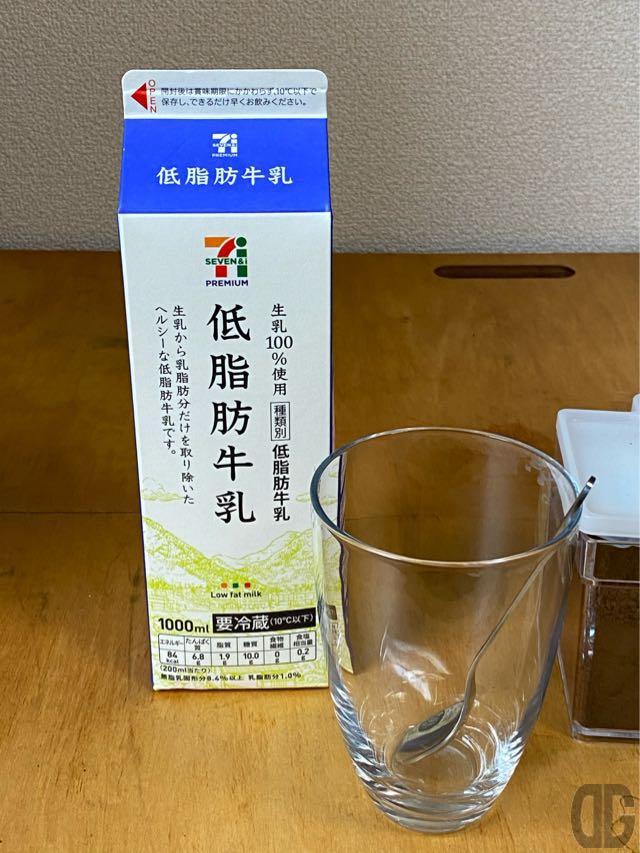 OPEN
開封後は賞味期限にかかわらず、10℃以下で
保存し、できるだけ早くお飲みください。
7i
SEVEN&i
PREMIUM
低脂肪牛乳
7i
SEVEN&i
PREMIUM
生乳100%使用
種類別 低脂肪牛乳
低脂肪牛乳
生乳から乳脂肪分だけを取り除いた
ヘルシーな低脂肪牛乳です。
Low fat milk
1000ml 要冷蔵(10℃以下)
エネルギー たんぱく質 脂質 糖質 食物繊維 食塩相当量
84kcal 6.8g 1.9g 10.0g 0g 0.2g
(200ml当たり)
無脂乳固形分8.4%以上 乳脂肪分1.0%